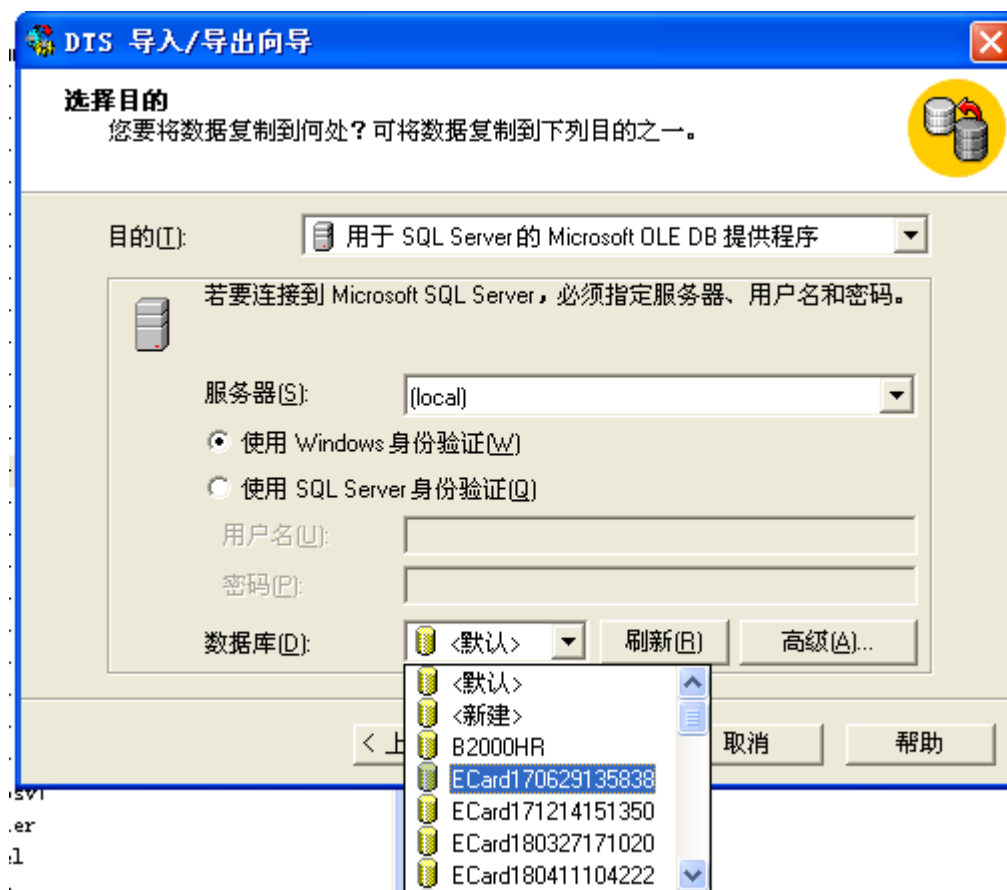 DTS 导入/导出向导
选择目的
您要将数据复制到何处？可将数据复制到下列目的之一。
目的(T):
用于 SQL Server 的 Microsoft OLE DB 提供程序
若要连接到 Microsoft SQL Server，必须指定服务器、用户名和密码。
服务器(S):
(local)
使用 Windows 身份验证(W)
使用 SQL Server 身份验证(Q)
用户名(U):
密码(P):
数据库(D):
<默认>
刷新(R)
高级(A)...
<默认>
<新建>
B2000HR
ECard170629135838
ECard171214151350
ECard180327171020
ECard180411104222
< 上
取消
帮助
.er